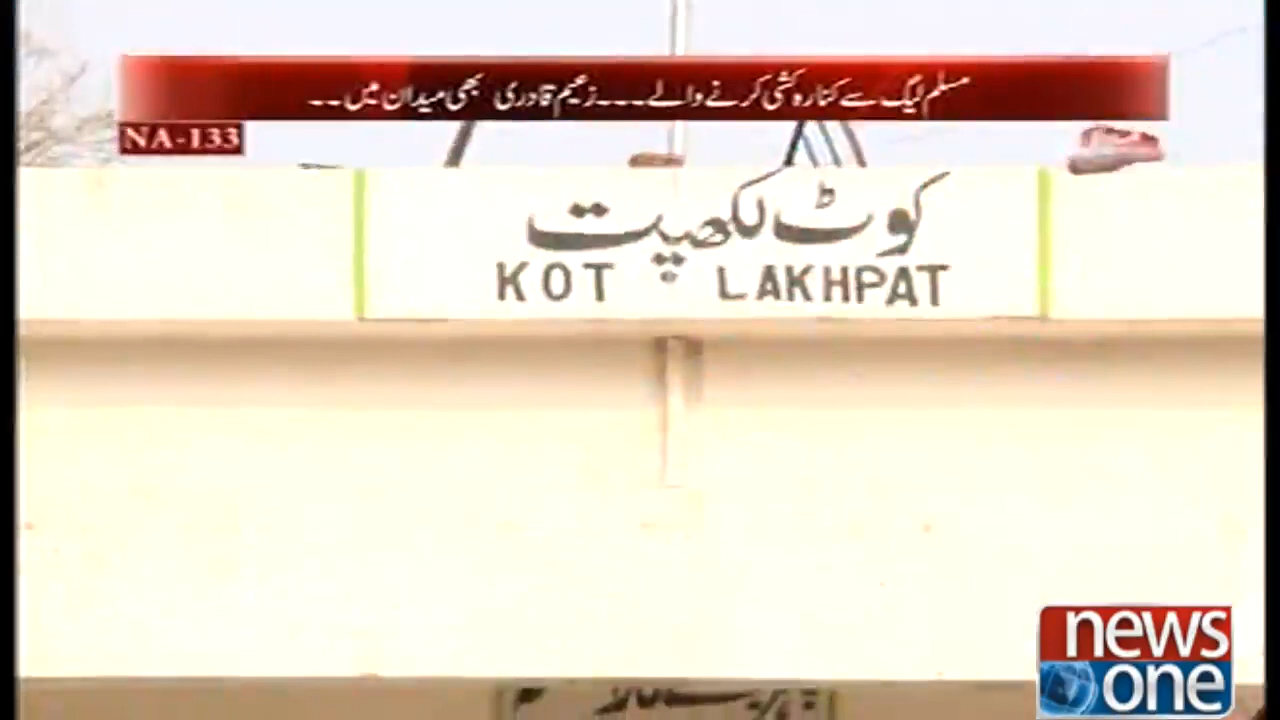 مسلم لیگ سے کنارہ کشی کرنے والے۔۔۔زعیم قادری بھی میدان میں۔۔
NA-133
کوٹ لکھپت
KOT LAKHPAT
news
one